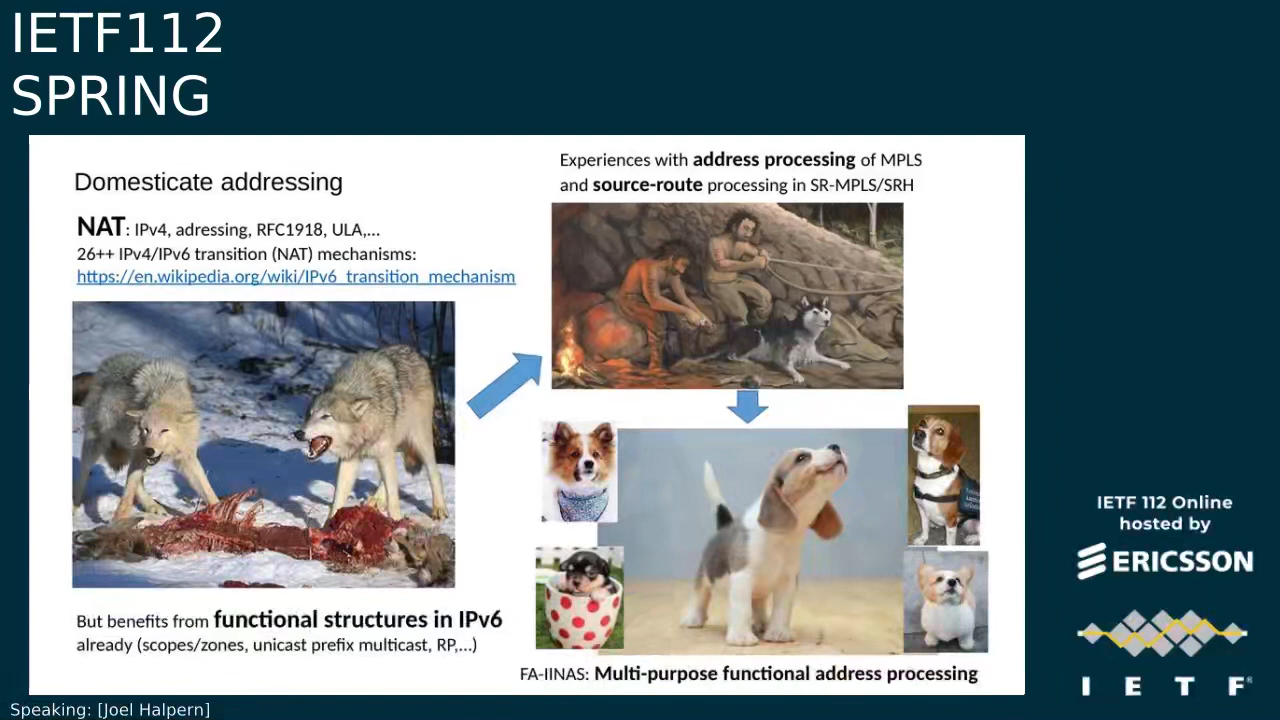 IETF112
SPRING
Domesticate addressing
NAT: IPv4, adressing, RFC1918, ULA,...
26++ IPv4/IPv6 transition (NAT) mechanisms:
https://en.wikipedia.org/wiki/IPv6_transition_mechanism
Experiences with address processing of MPLS
and source-route processing in SR-MPLS/SRH
But benefits from functional structures in IPv6
already (scopes/zones, unicast prefix multicast, RP,...)
FA-IINAS: Multi-purpose functional address processing
IETF 112 Online
hosted by
ERICSSON
I E T F
Speaking: [Joel Halpern]